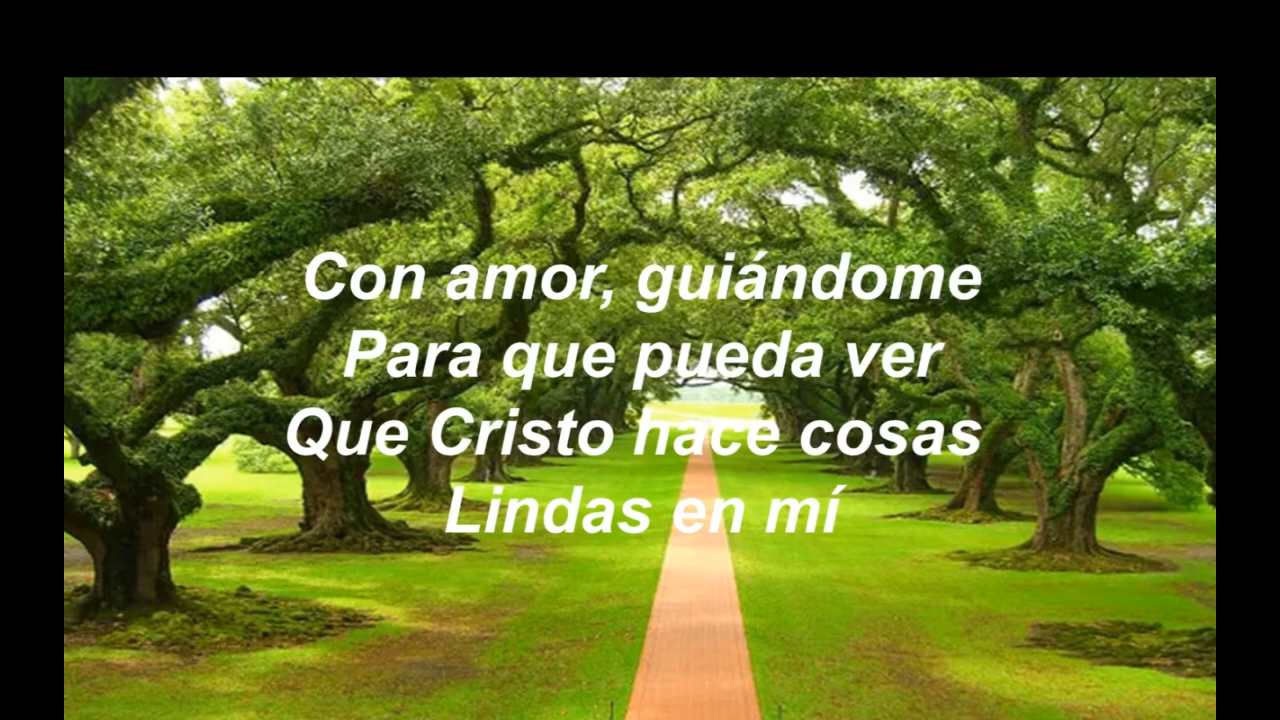 Con amor, guiándome
Para que pueda ver
Que Cristo hace cosas
Lindas en mí